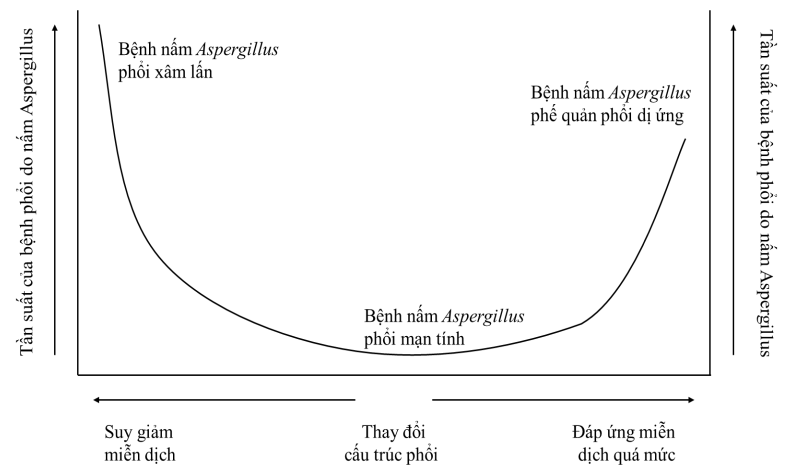 Tần suất của bệnh phổi do nấm Aspergillus
Bệnh nấm Aspergillus
phổi xâm lấn
Bệnh nấm Aspergillus
phế quản phổi dị ứng
Bệnh nấm Aspergillus
phổi mạn tính
Tần suất của bệnh phổi do nấm Aspergillus
Suy giảm
miễn dịch
Thay đổi
cấu trúc phổi
Đáp ứng miễn
dịch quá mức